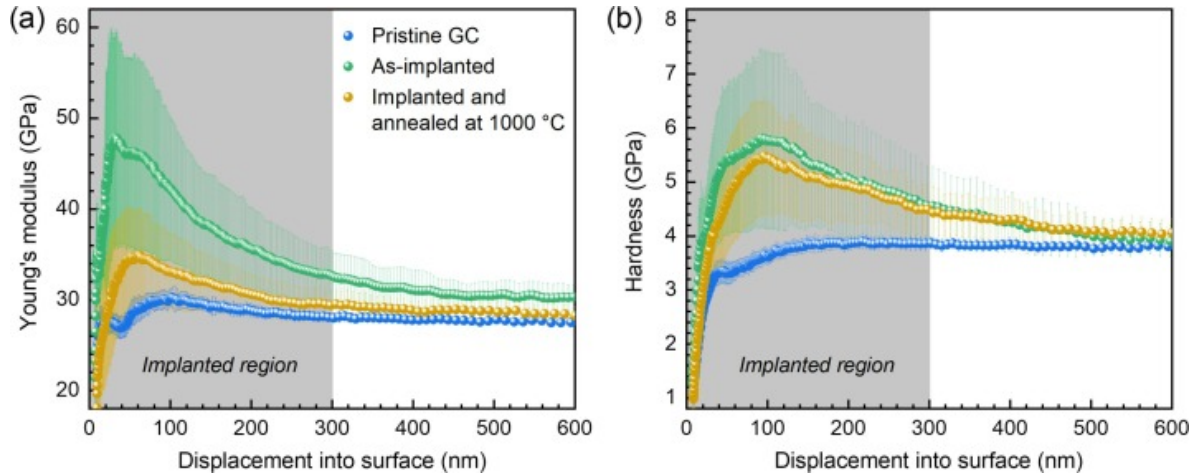 (a)
60
50
40
30
20
Young's modulus (GPa)
Pristine GC
As-implanted
Implanted and
annealed at 1000 °C
Implanted region
0 100 200 300 400 500 600
Displacement into surface (nm)
(b)
8
7
6
5
4
3
2
1
Hardness (GPa)
Implanted region
0 100 200 300 400 500 600
Displacement into surface (nm)